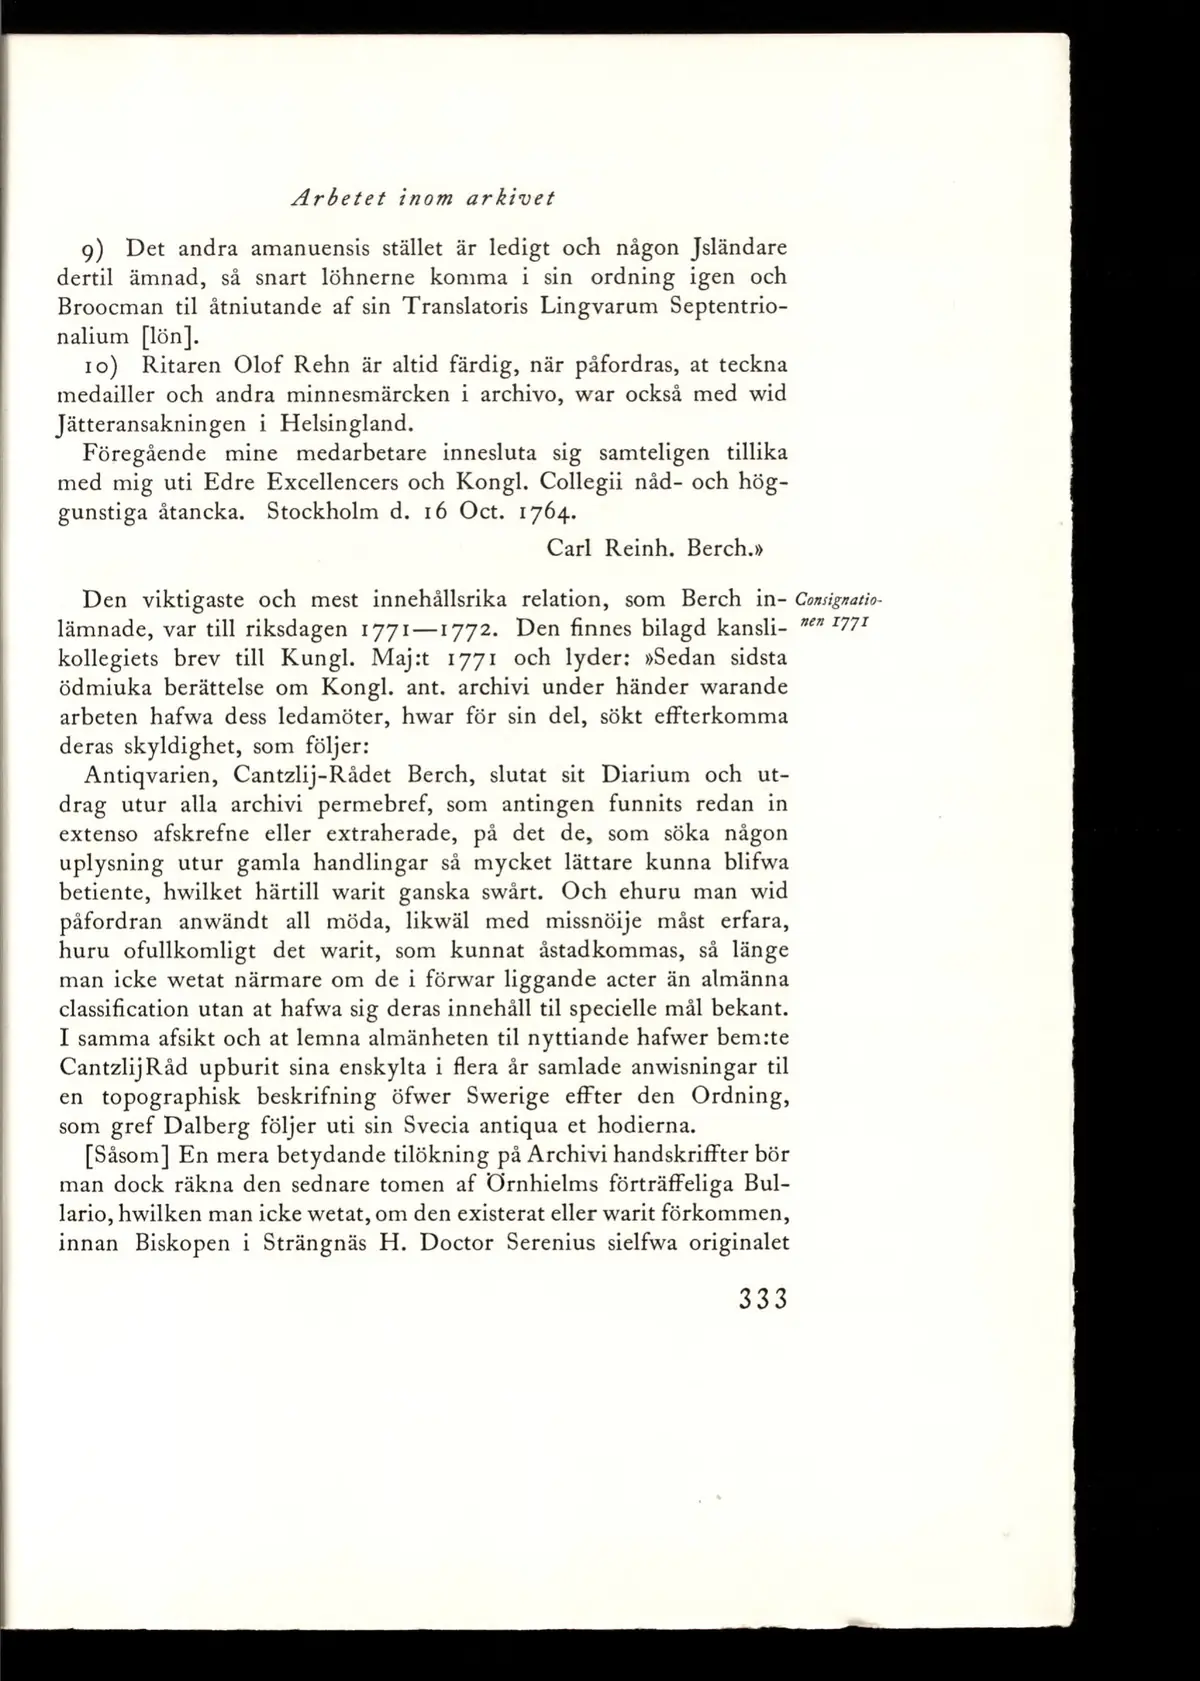 Arbetet inom arkivet
9) Det andra amanuensis stället är ledigt och någon Jsländare
dertil ämnad, så snart löhnerne komma i sin ordning igen och
Broocman til åtniutande af sin Translatoris Lingvarum Septentrio-
nalium [lön].
10) Ritaren Olof Rehn är altid färdig, när påfordras, at teckna
medailler och andra minnesmärcken i archivo, war också med wid
Jätteransakningen i Helsingland.
Föregående mine medarbetare innesluta sig samteligen tillika
med mig uti Edre Excellencers och Kongl. Collegii nåd- och hög-
gunstiga åtancka. Stockholm d. 16 Oct. 1764.
Carl Reinh. Berch.»
Den viktigaste och mest innehållsrika relation, som Berch in-
lämnade, var till riksdagen 1771—1772. Den finnes bilagd kansli-
kollegiets brev till Kungl. Maj:t 1771 och lyder: »Sedan sidsta
ödmiuka berättelse om Kongl. ant. archivi under händer warande
arbeten hafwa dess ledamöter, hwar för sin del, sökt effterkomma
deras skyldighet, som följer:
Consignatio-
nen 1771
Antiqvarien, Cantzlij-Rådet Berch, slutat sit Diarium och ut-
drag utur alla archivi permebref, som antingen funnits redan in
extenso afskrefne eller extraherade, på det de, som söka någon
uplysning utur gamla handlingar så mycket lättare kunna blifwa
betiente, hwilket härtill warit ganska swårt. Och ehuru man wid
påfordran anwändt all möda, likwäl med missnöije måst erfara,
huru ofullkomligt det warit, som kunnat åstadkommas, så länge
man icke wetat närmare om de i förwar liggande acter än almänna
classification utan at hafwa sig deras innehåll til specielle mål bekant.
I samma afsikt och at lemna almänheten til nyttiande hafwer bem:te
CantzlijRåd upburit sina enskylta i flera år samlade anwisningar til
en topographisk beskrifning öfwer Swerige effter den Ordning,
som gref Dalberg följer uti sin Svecia antiqua et hodierna.
[Såsom] En mera betydande tilökning på Archivi handskriffter bör
man dock räkna den sednare tomen af Örnhielms förträffeliga Bul-
lario, hwilken man icke wetat, om den existerat eller warit förkommen,
innan Biskopen i Strängnäs H. Doctor Serenius sielfwa originalet
333